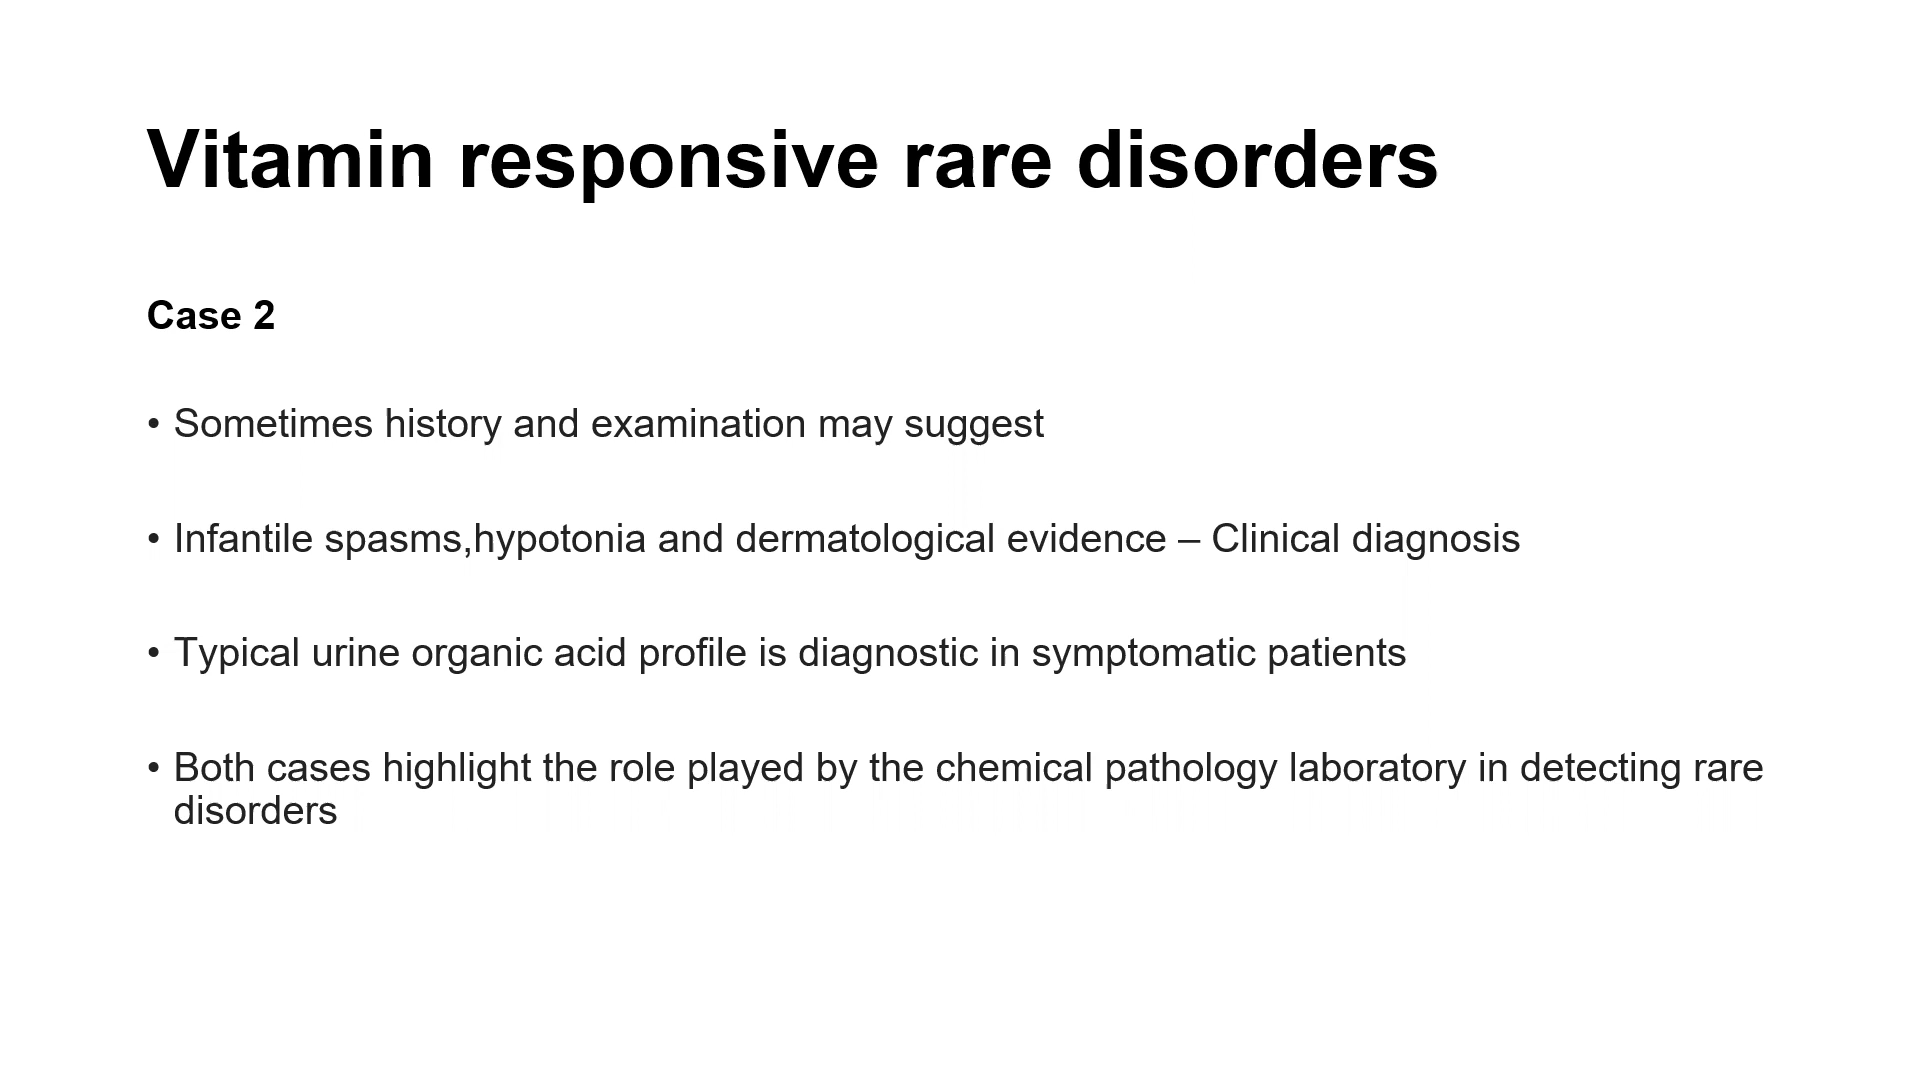 Vitamin responsive rare disorders
Case 2
• Sometimes history and examination may suggest
• Infantile spasms,hypotonia and dermatological evidence – Clinical diagnosis
• Typical urine organic acid profile is diagnostic in symptomatic patients
• Both cases highlight the role played by the chemical pathology laboratory in detecting rare
disorders